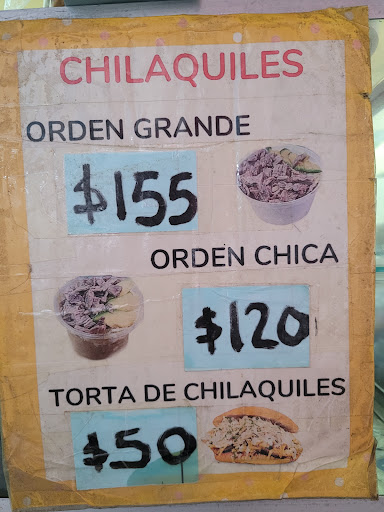 CHILAQUILES
ORDEN GRANDE
$155
ORDEN CHICA
$120
TORTA DE CHILAQUILES
$50